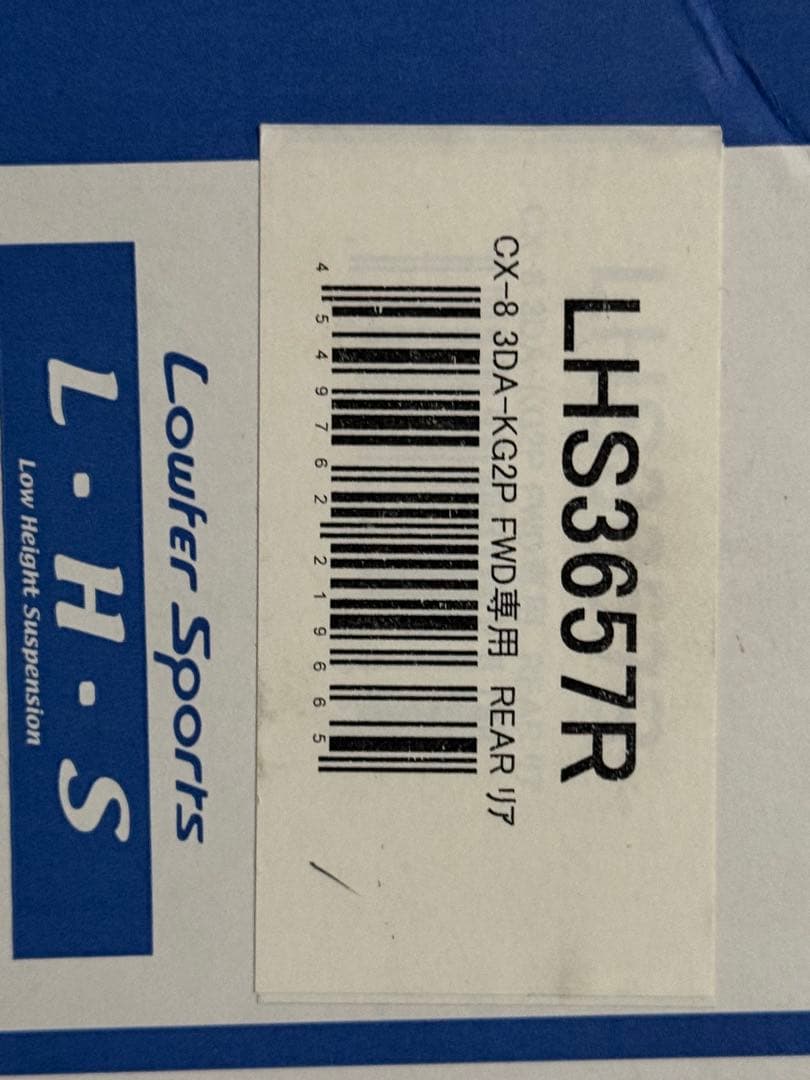 LHS3657R
CX-8 3DA-KG2P FWD専用 REAR リア
4 549762 219665
Lowfer Sports
L・H・S
Low Height Suspension